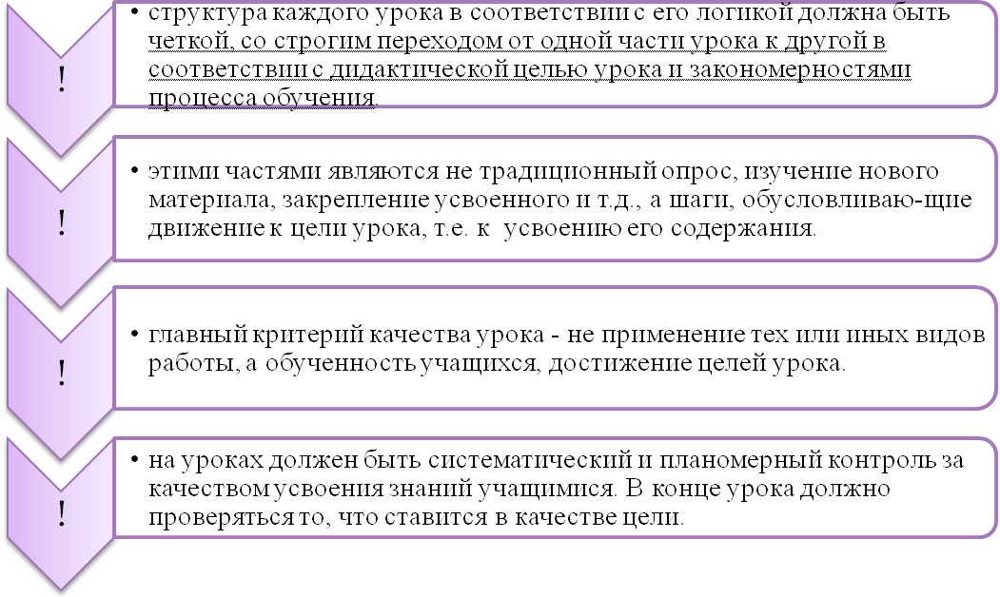 • структура каждого урока в соответствии с его логикой должна быть
четкой, со строгим переходом от одной части урока к другой в
соответствии с дидактической целью урока и закономерностями
процесса обучения.
!
• этими частями являются не традиционный опрос, изучение нового
материала, закрепление усвоенного и т.д., а шаги, обусловливаю-щие
движение к цели урока, т.е. к усвоению его содержания.
!
• главный критерий качества урока - не применение тех или иных видов
работы, а обученность учащихся, достижение целей урока.
!
• на уроках должен быть систематический и планомерный контроль за
качеством усвоения знаний учащимися. В конце урока должно
проверяться то, что ставится в качестве цели.
!